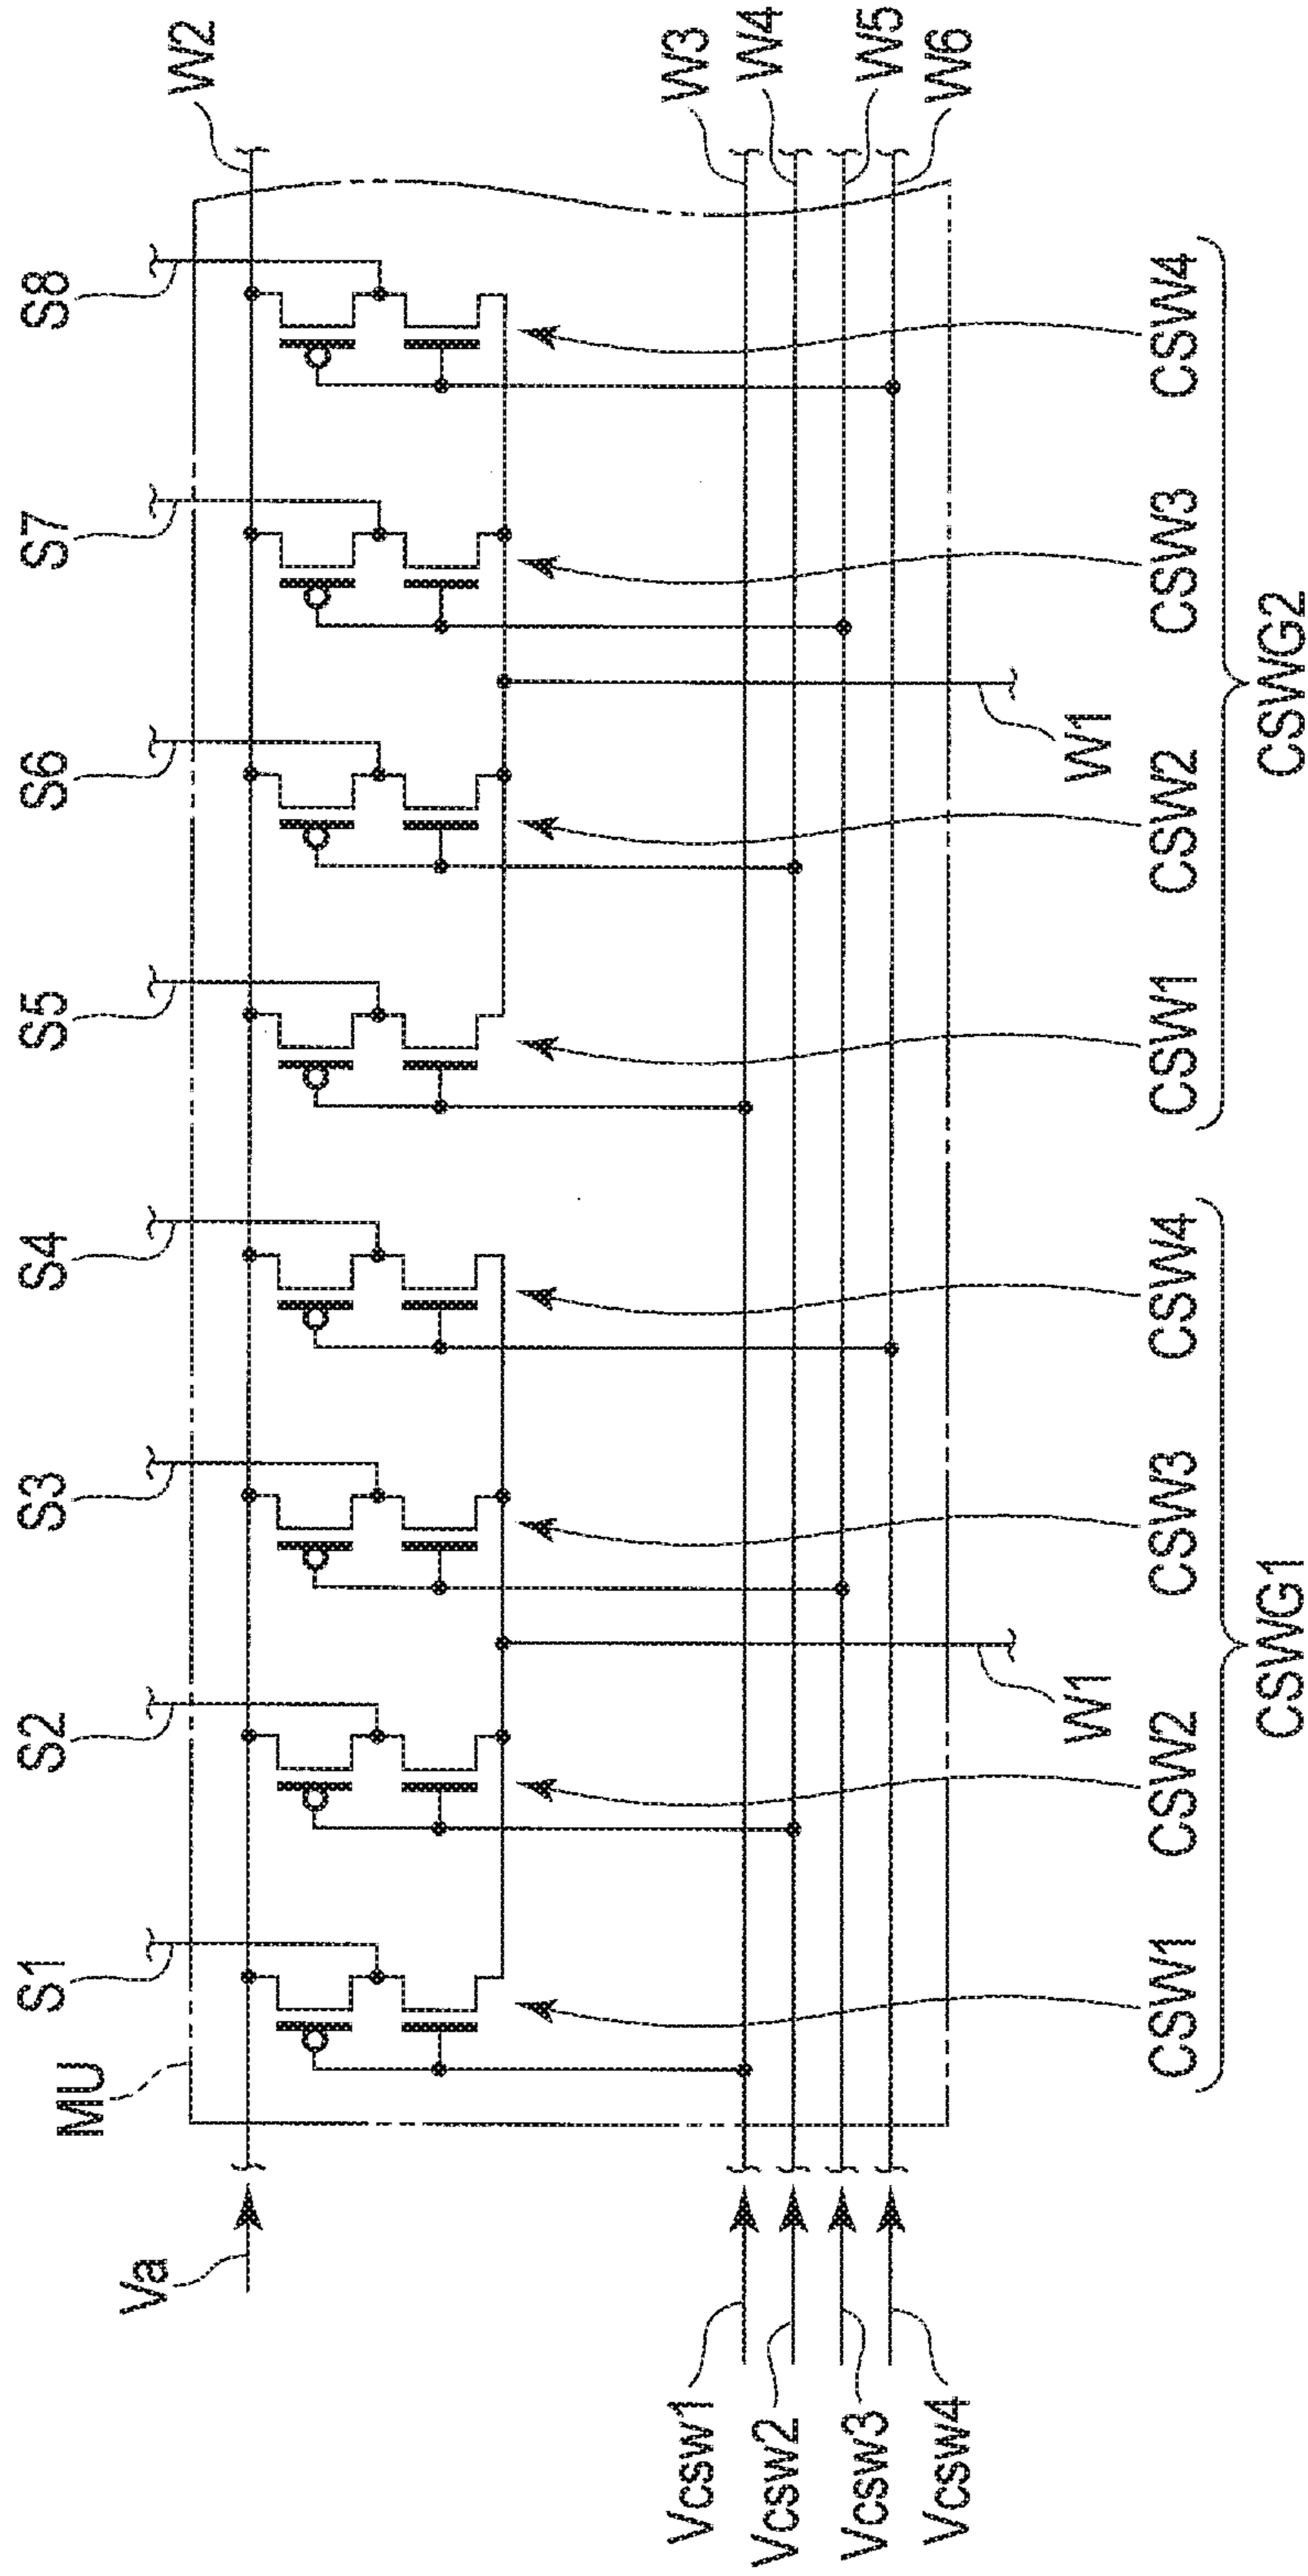 S1 S2 S3 S4 S5 S6 S7 S8
MU
Va
W2
Vcsw1
W3
Vcsw2
W4
Vcsw3
W5
Vcsw4
W6
W1 W1
CSW1 CSW2 CSW3 CSW4 CSW1 CSW2 CSW3 CSW4
CSWG1 CSWG2